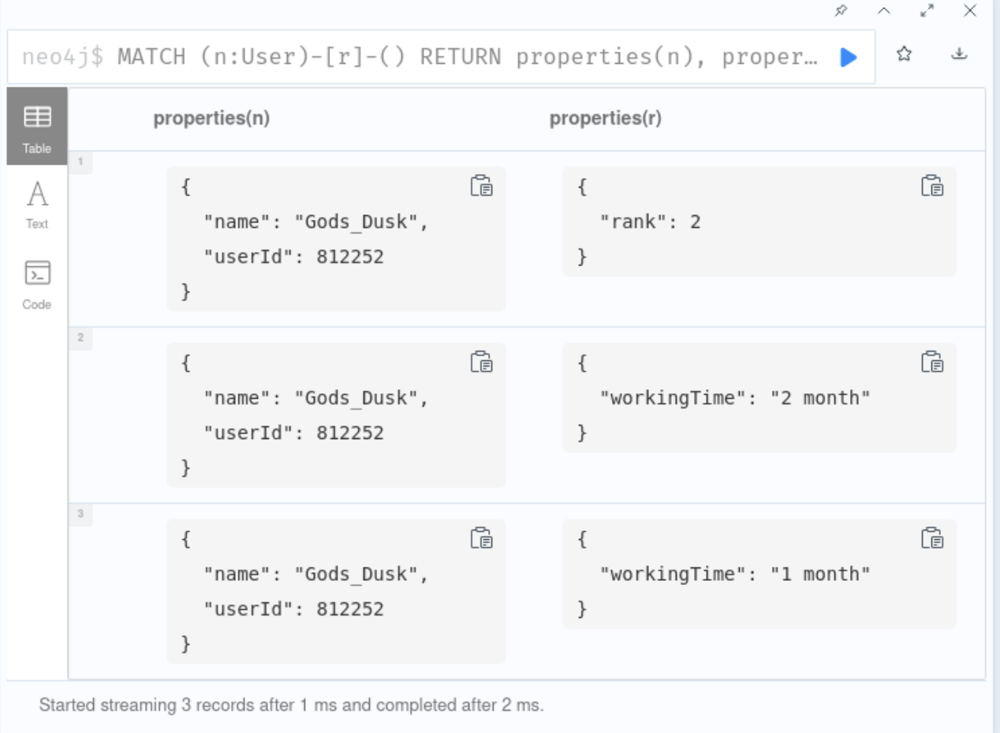 neo4j$ MATCH (n:User)-[r]-() RETURN properties(n), proper…
Table
Text
Code
properties(n) properties(r)
1
{ {
"name": "Gods_Dusk", "rank": 2
"userId": 812252 }
}
2
{ {
"name": "Gods_Dusk", "workingTime": "2 month"
"userId": 812252 }
}
3
{ {
"name": "Gods_Dusk", "workingTime": "1 month"
"userId": 812252 }
}
Started streaming 3 records after 1 ms and completed after 2 ms.